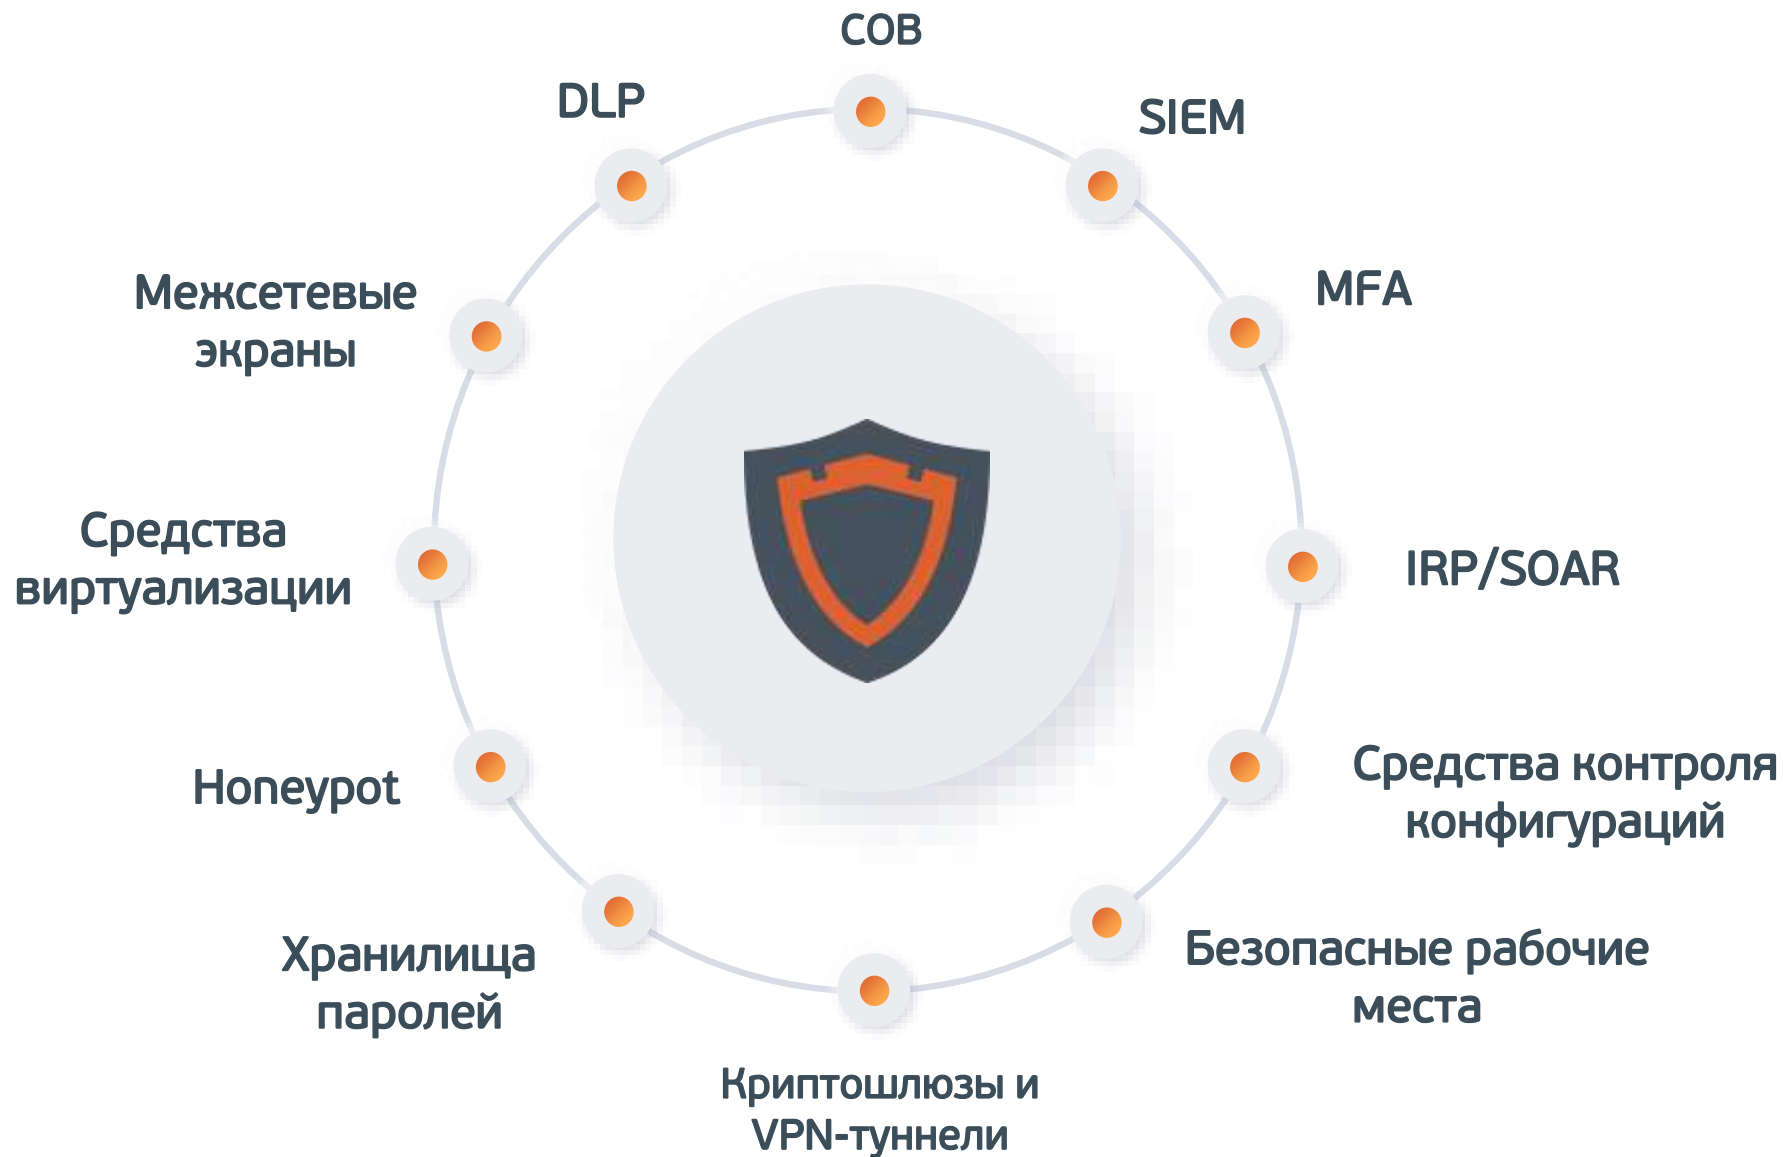 СОВ
SIEM
MFA
IRP/SOAR
Средства контроля
конфигураций
Безопасные рабочие
места
Криптошлюзы и
VPN-туннели
Хранилища
паролей
Honeypot
Средства
виртуализации
Межсетевые
экраны
DLP